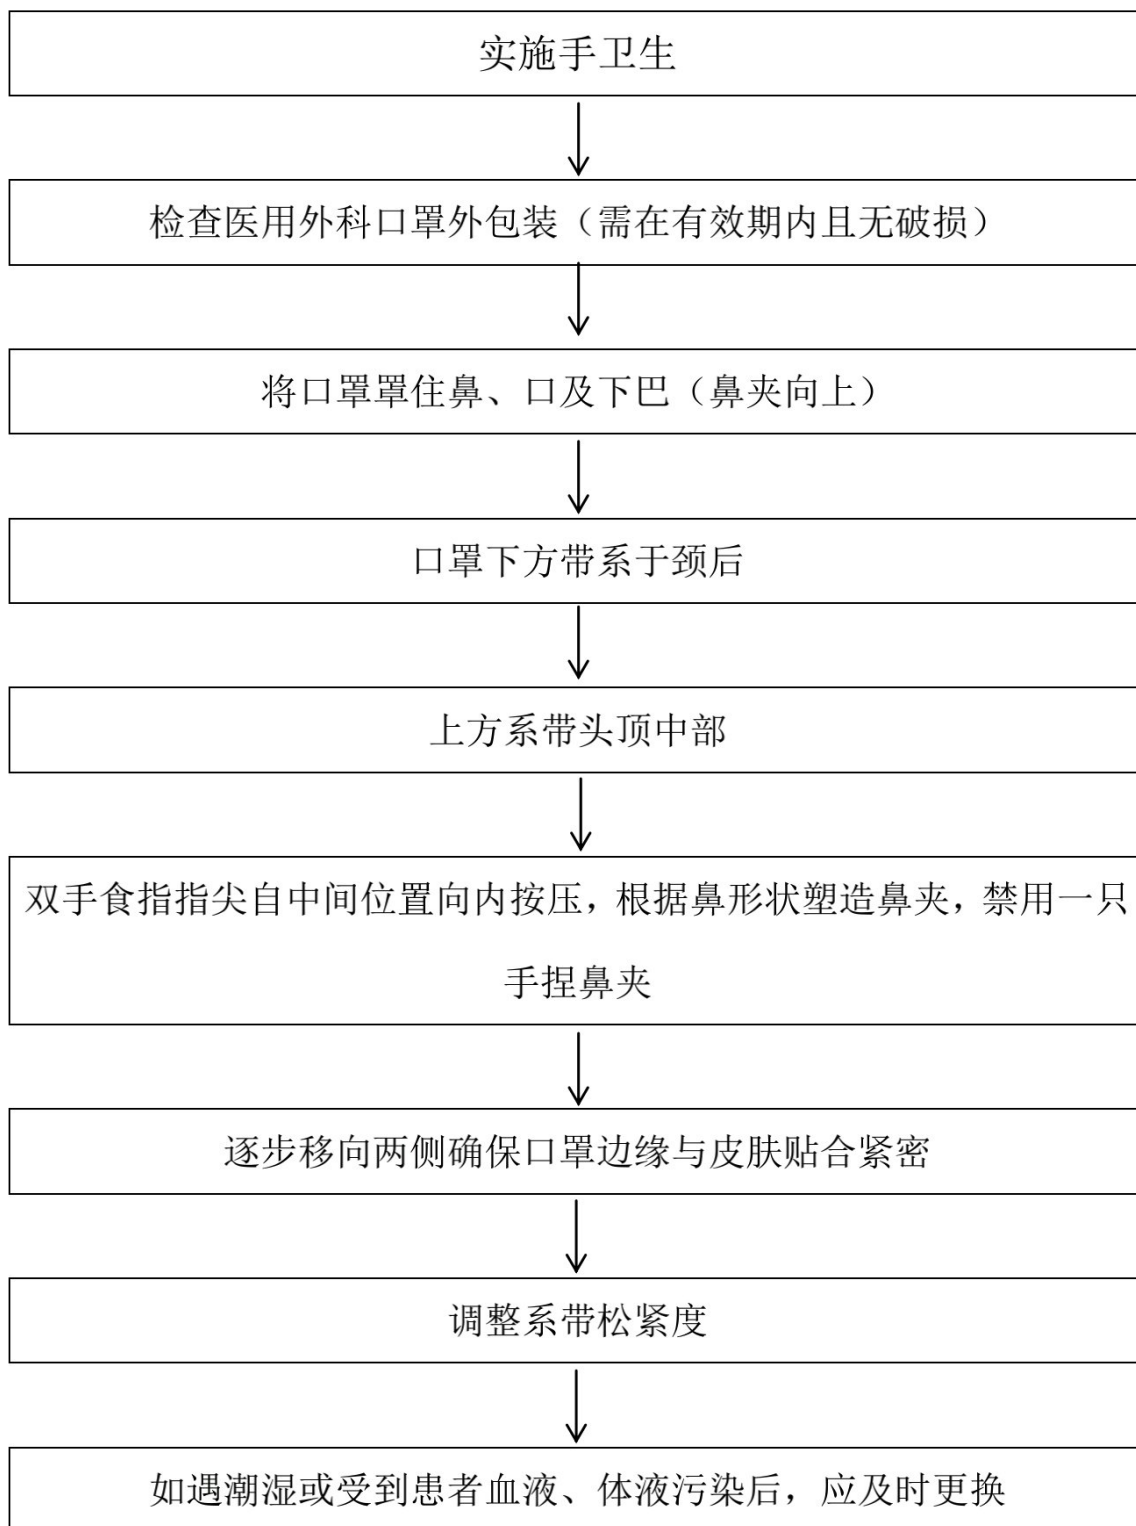 实施手卫生
检查医用外科口罩外包装（需在有效期内且无破损）
将口罩罩住鼻、口及下巴（鼻夹向上）
口罩下方带系于颈后
上方系带头顶中部
双手食指指尖自中间位置向内按压，根据鼻形状塑造鼻夹，禁用一只
手捏鼻夹
逐步移向两侧确保口罩边缘与皮肤贴合紧密
调整系带松紧度
如遇潮湿或受到患者血液、体液污染后，应及时更换